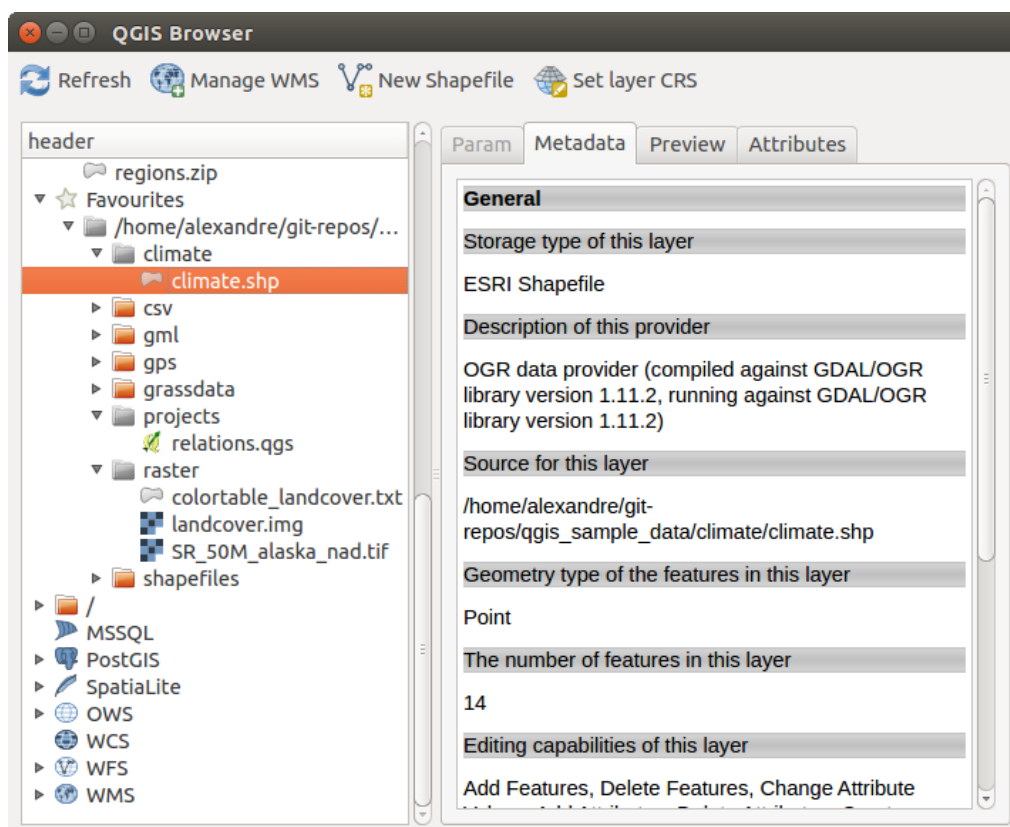 QGIS Browser
Refresh Manage WMS New Shapefile Set layer CRS
header
regions.zip
Favourites
/home/alexandre/git-repos/...
climate
climate.shp
csv
gml
gps
grassdata
projects
relations.qgs
raster
colortable_landcover.txt
landcover.img
SR_50M_alaska_nad.tif
shapefiles
/
MSSQL
PostGIS
SpatiaLite
OWS
WCS
WFS
WMS
Param Metadata Preview Attributes
General
Storage type of this layer
ESRI Shapefile
Description of this provider
OGR data provider (compiled against GDAL/OGR
library version 1.11.2, running against GDAL/OGR
library version 1.11.2)
Source for this layer
/home/alexandre/git-
repos/qgis_sample_data/climate/climate.shp
Geometry type of the features in this layer
Point
The number of features in this layer
14
Editing capabilities of this layer
Add Features, Delete Features, Change Attribute